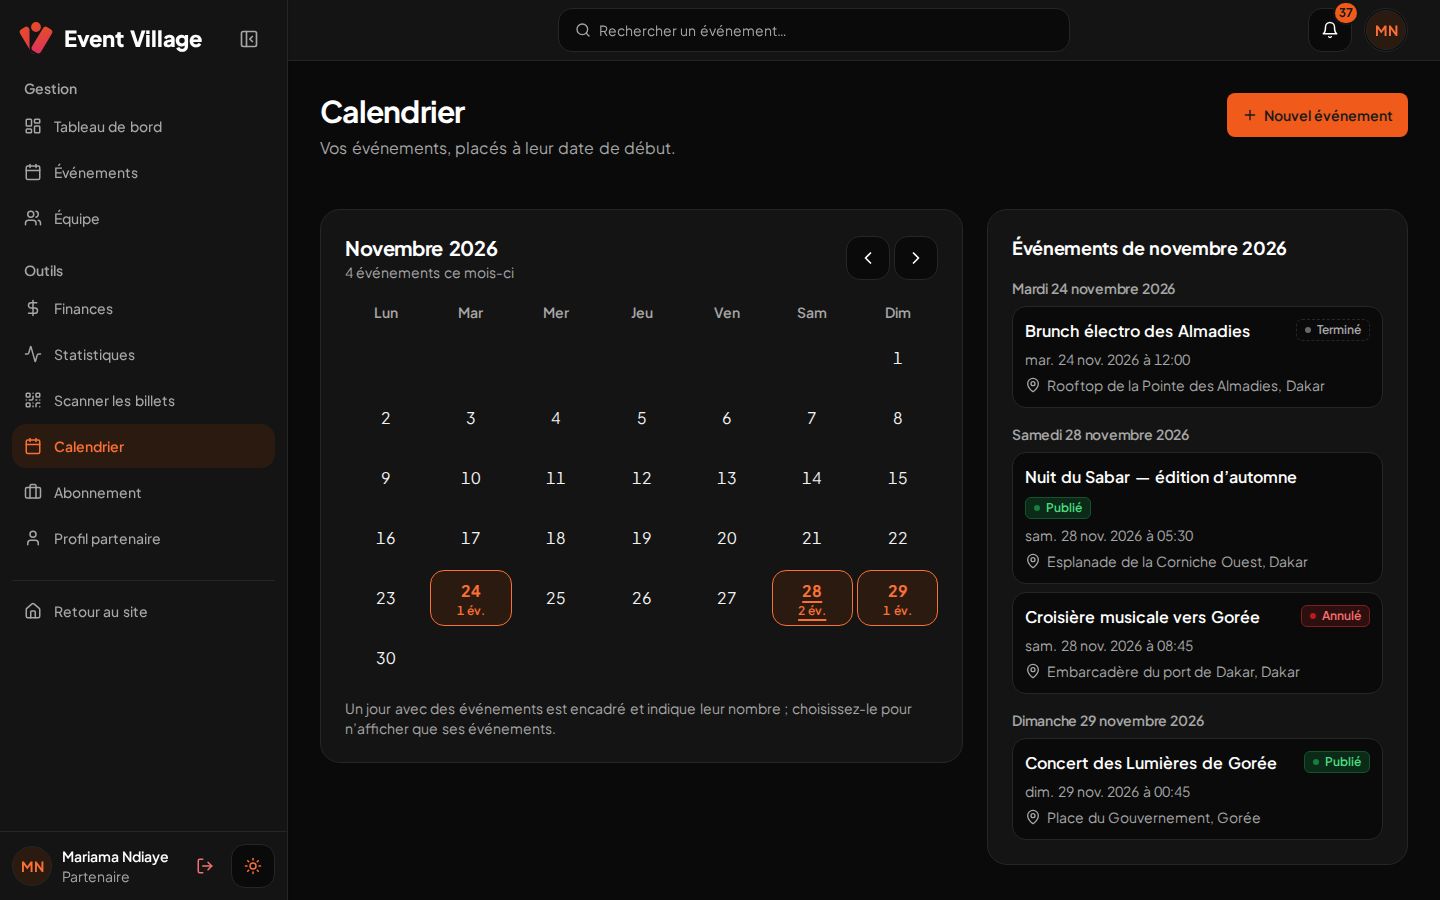 Event Village
Gestion
Tableau de bord
Événements
Équipe
Outils
Finances
Statistiques
Scanner les billets
Calendrier
Abonnement
Profil partenaire
Retour au site
MN
Mariama Ndiaye
Partenaire
Rechercher un événement...
37
MN
Calendrier
Vos événements, placés à leur date de début.
Nouvel événement
Novembre 2026
4 événements ce mois-ci
Lun Mar Mer Jeu Ven Sam Dim
1
2 3 4 5 6 7 8
9 10 11 12 13 14 15
16 17 18 19 20 21 22
23 24 25 26 27 28 29
1 év. 2 év. 1 év.
30
Un jour avec des événements est encadré et indique leur nombre ; choisissez-le pour
n’afficher que ses événements.
Événements de novembre 2026
Mardi 24 novembre 2026
Brunch électro des Almadies
Terminé
mar. 24 nov. 2026 à 12:00
Rooftop de la Pointe des Almadies, Dakar
Samedi 28 novembre 2026
Nuit du Sabar — édition d’automne
Publié
sam. 28 nov. 2026 à 05:30
Esplanade de la Corniche Ouest, Dakar
Croisière musicale vers Gorée
Annulé
sam. 28 nov. 2026 à 08:45
Embarcadère du port de Dakar, Dakar
Dimanche 29 novembre 2026
Concert des Lumières de Gorée
Publié
dim. 29 nov. 2026 à 00:45
Place du Gouvernement, Gorée